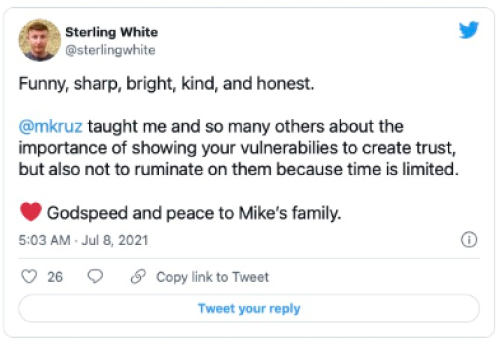 Sterling White
@sterlingwhite
Funny, sharp, bright, kind, and honest.
@mkruz taught me and so many others about the
importance of showing your vulnerabilies to create trust,
but also not to ruminate on them because time is limited.
❤️ Godspeed and peace to Mike's family.
5:03 AM · Jul 8, 2021
26
Copy link to Tweet
Tweet your reply